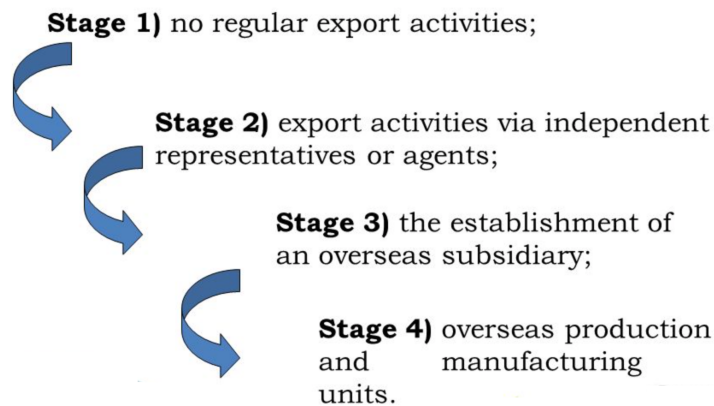 Stage 1) no regular export activities;
Stage 2) export activities via independent
representatives or agents;
Stage 3) the establishment of
an overseas subsidiary;
Stage 4) overseas production
and manufacturing
units.